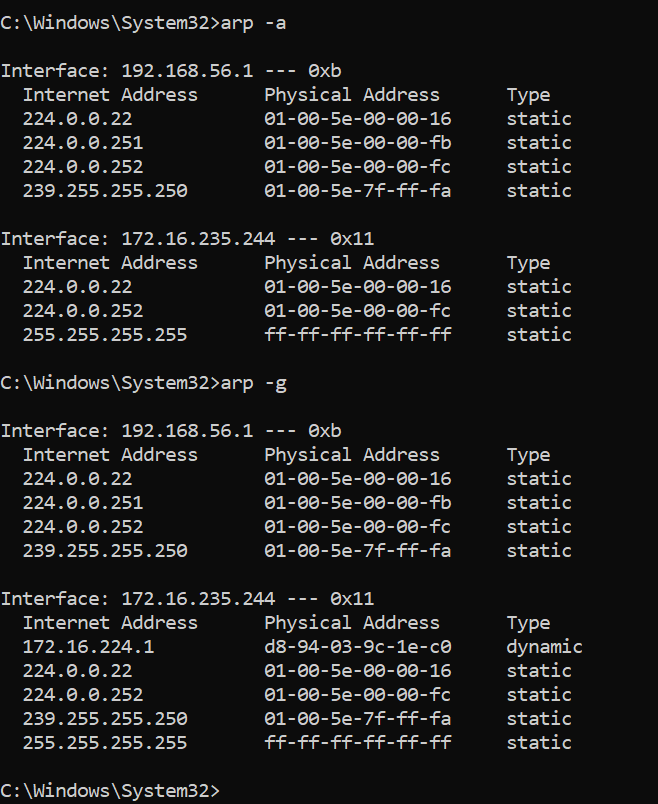 C:\Windows\System32>arp -a
Interface: 192.168.56.1 --- 0xb
Internet Address Physical Address Type
224.0.0.22 01-00-5e-00-00-16 static
224.0.0.251 01-00-5e-00-00-fb static
224.0.0.252 01-00-5e-00-00-fc static
239.255.255.250 01-00-5e-7f-ff-fa static
Interface: 172.16.235.244 --- 0x11
Internet Address Physical Address Type
224.0.0.22 01-00-5e-00-00-16 static
224.0.0.252 01-00-5e-00-00-fc static
255.255.255.255 ff-ff-ff-ff-ff-ff static
C:\Windows\System32>arp -g
Interface: 192.168.56.1 --- 0xb
Internet Address Physical Address Type
224.0.0.22 01-00-5e-00-00-16 static
224.0.0.251 01-00-5e-00-00-fb static
224.0.0.252 01-00-5e-00-00-fc static
239.255.255.250 01-00-5e-7f-ff-fa static
Interface: 172.16.235.244 --- 0x11
Internet Address Physical Address Type
172.16.224.1 d8-94-03-9c-1e-c0 dynamic
224.0.0.22 01-00-5e-00-00-16 static
224.0.0.252 01-00-5e-00-00-fc static
239.255.255.250 01-00-5e-7f-ff-fa static
255.255.255.255 ff-ff-ff-ff-ff-ff static
C:\Windows\System32>